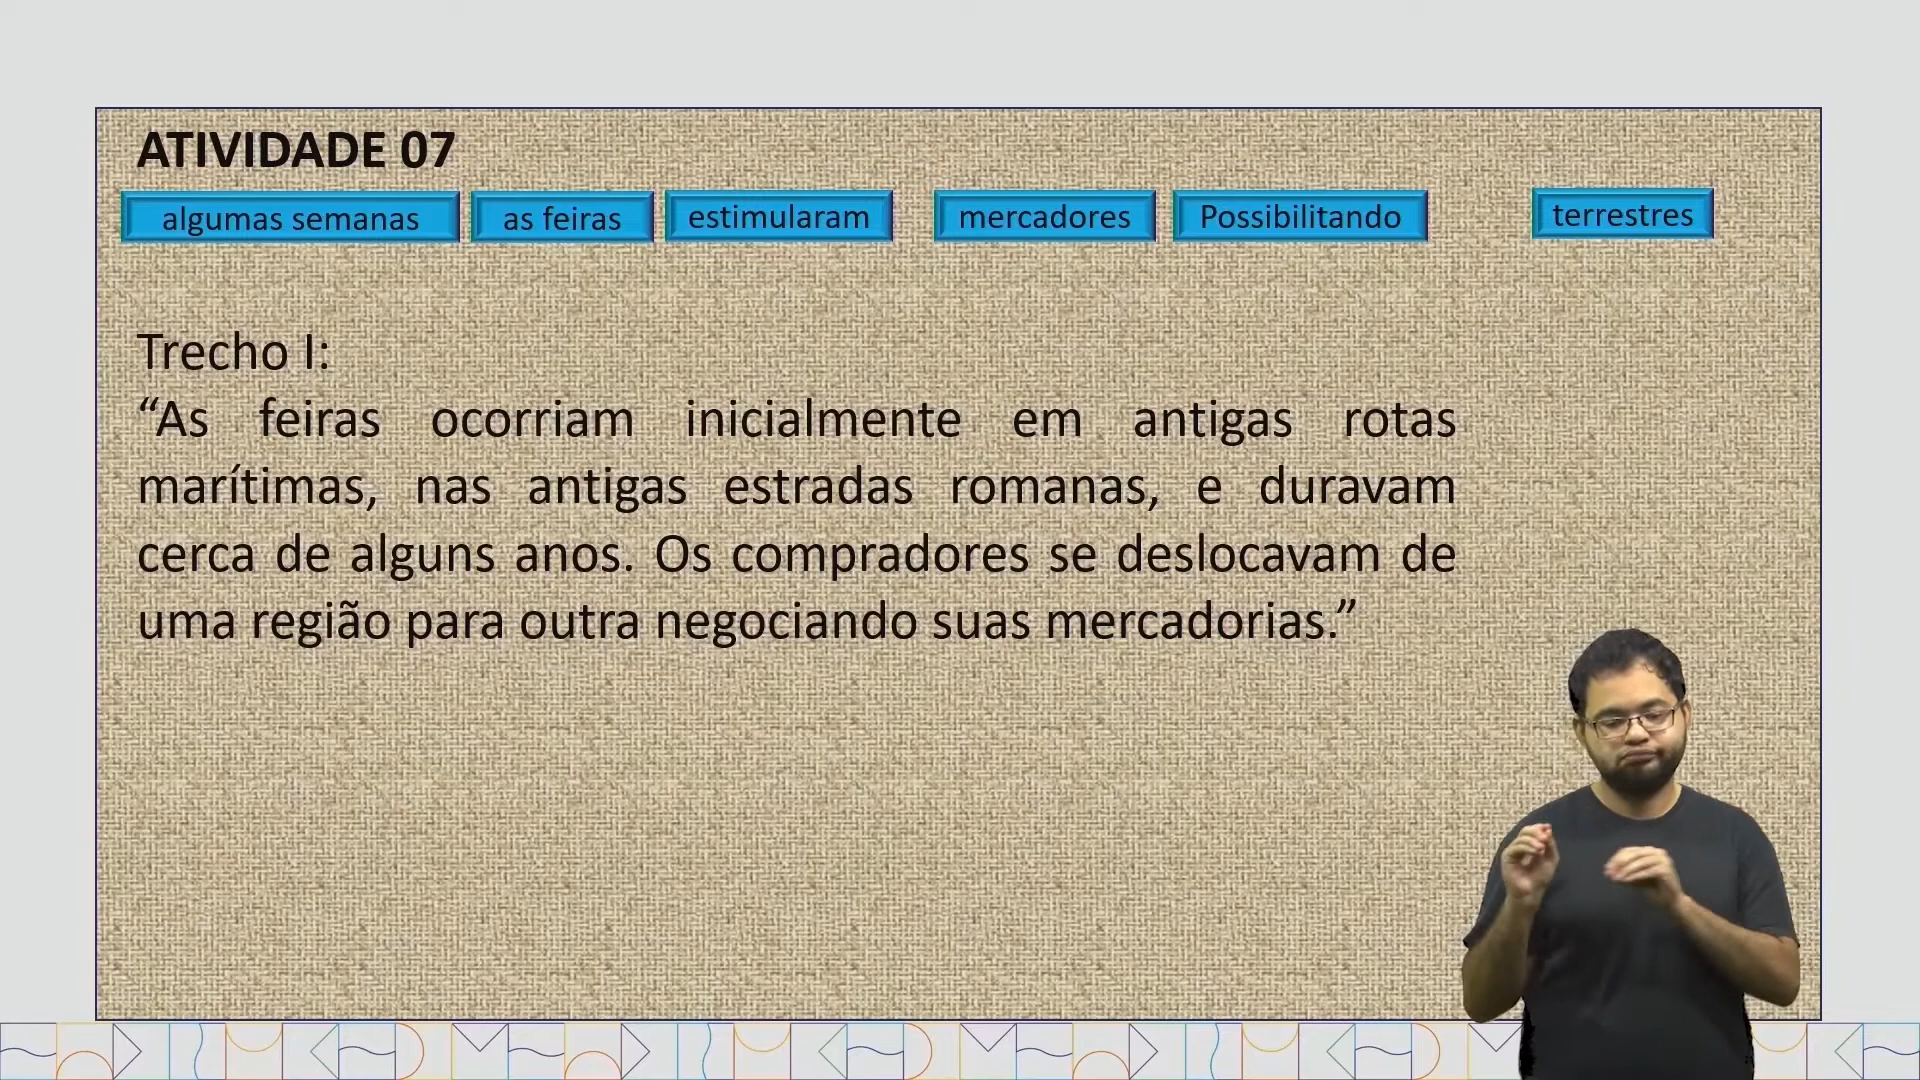 ATIVIDADE 07
algumas semanas as feiras estimularam mercadores Possibilitando terrestres
Trecho I:
“As feiras ocorriam inicialmente em antigas rotas
marítimas, nas antigas estradas romanas, e duravam
cerca de alguns anos. Os compradores se deslocavam de
uma região para outra negociando suas mercadorias.”